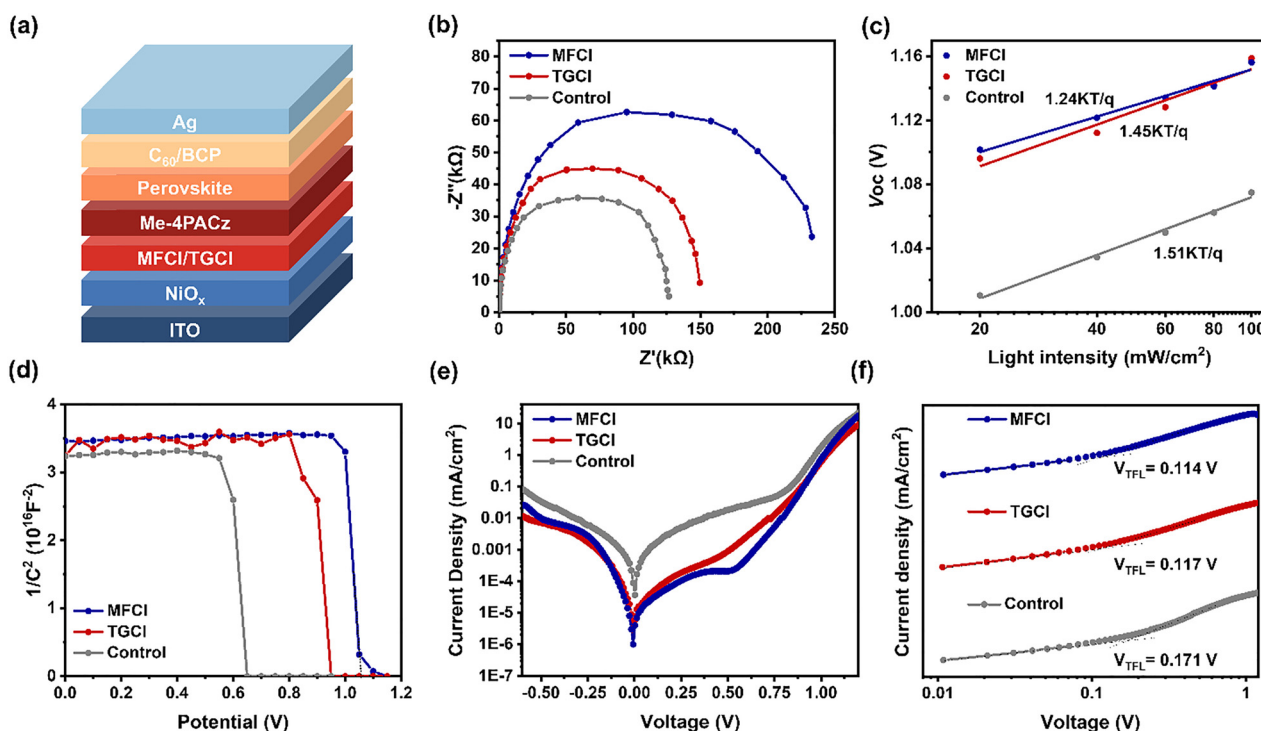 (a)
Ag
C₆₀/BCP
Perovskite
Me-4PACz
MFCI/TGCI
NiOₓ
ITO
(b)
80
70
60
50
40
30
20
10
0
-Z''(kΩ)
MFCI
TGCI
Control
0
50
100
150
200
250
Z'(kΩ)
(c)
1.16
1.12
1.08
1.04
1.00
Voc (V)
MFCI
TGCI
Control
1.24KT/q
1.45KT/q
1.51KT/q
20
40
60
80
100
Light intensity (mW/cm²)
(d)
4
3
2
1
0
1/C² (10¹⁶F⁻²)
MFCI
TGCI
Control
0.0
0.2
0.4
0.6
0.8
1.0
1.2
Potential (V)
(e)
10
1
0.1
0.01
0.001
1E-4
1E-5
1E-6
1E-7
Current Density (mA/cm²)
MFCI
TGCI
Control
-0.50
-0.25
0.00
0.25
0.50
0.75
1.00
Voltage (V)
(f)
Current density (mA/cm²)
MFCI
V_TFL= 0.114 V
TGCI
V_TFL= 0.117 V
Control
V_TFL= 0.171 V
0.01
0.1
1
Voltage (V)